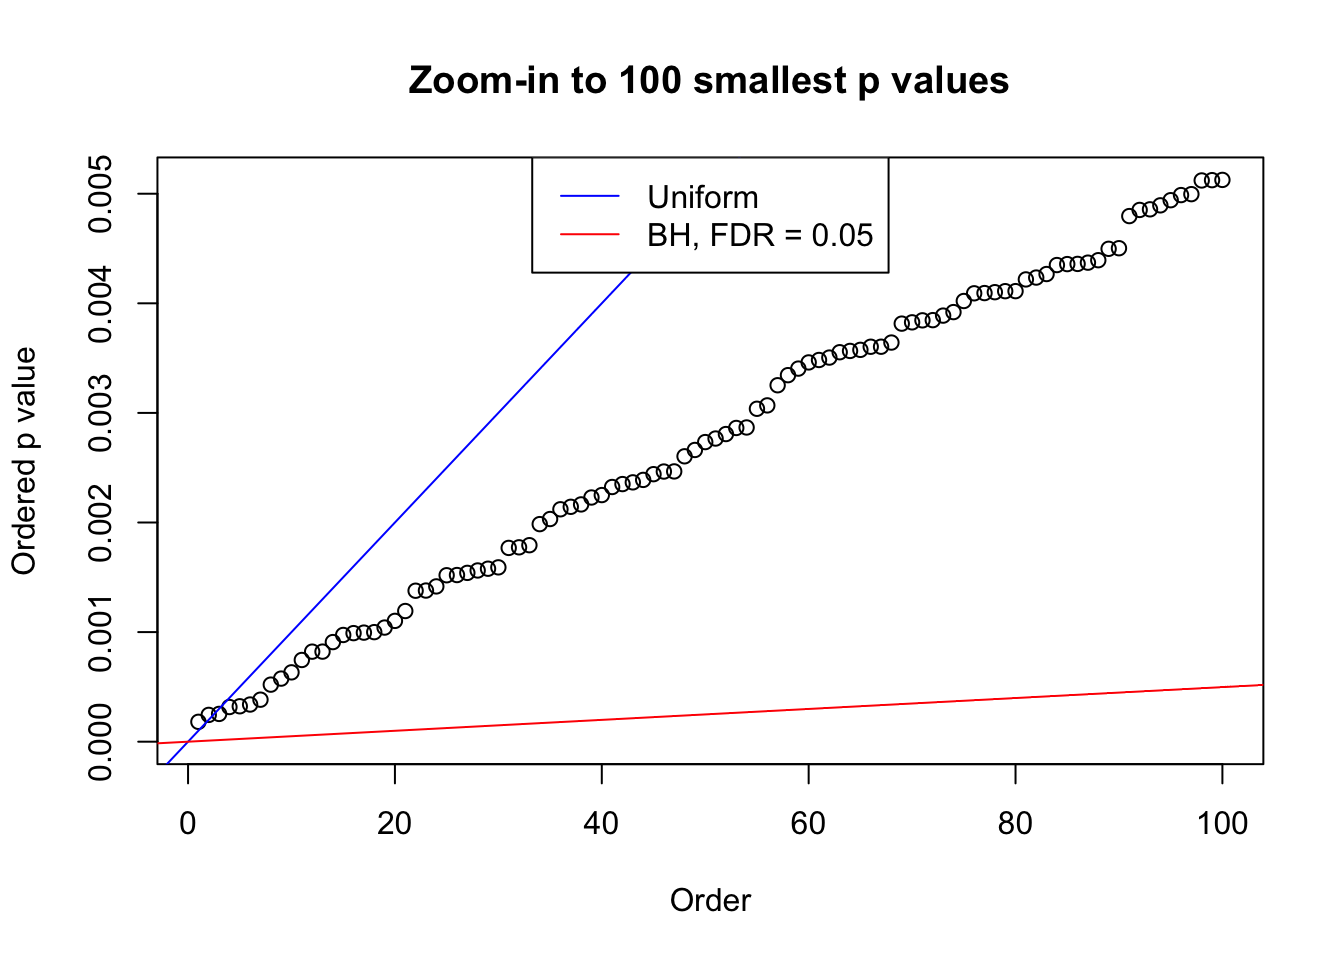 Zoom-in to 100 smallest p values
Uniform
BH, FDR = 0.05
Ordered p value
0.005
0.004
0.003
0.002
0.001
0.000
0 20 40 60 80 100
Order